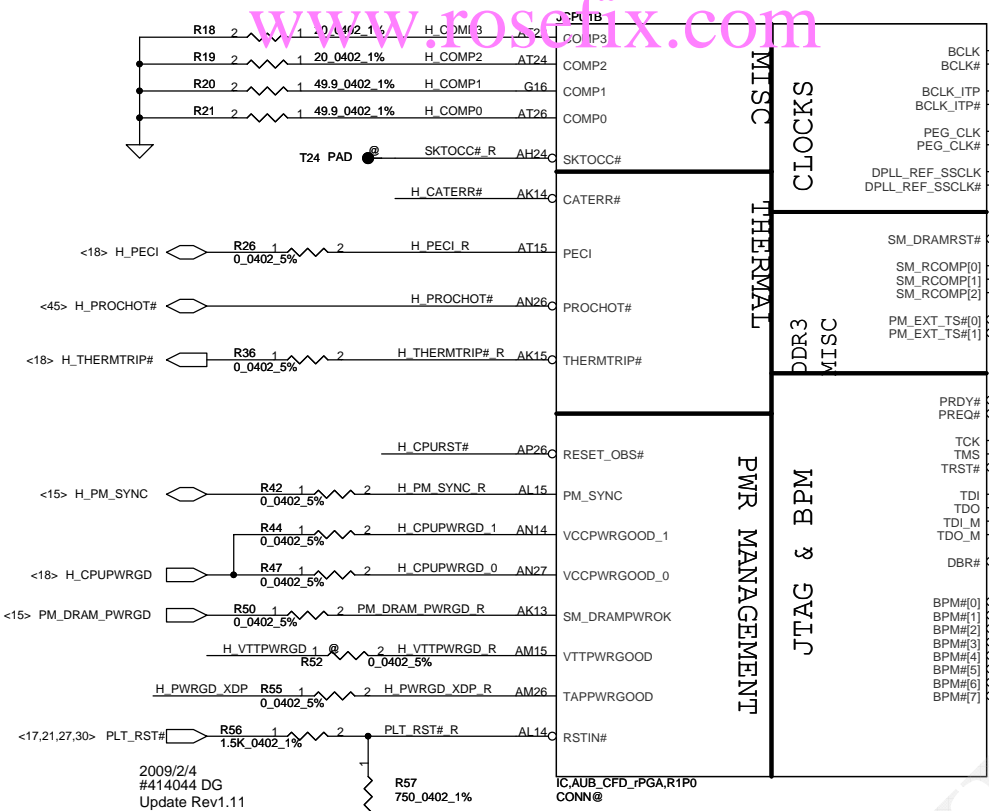 www.rosefix.com
JCPU1B
R18 2 1 20_0402_1% H_COMP3 COMP3
R19 2 1 20_0402_1% H_COMP2 AT24 COMP2
R20 2 1 49.9_0402_1% H_COMP1 G16 COMP1
R21 2 1 49.9_0402_1% H_COMP0 AT26 COMP0
T24 PAD @ SKTOCC#_R AH24 SKTOCC#
MISC
H_CATERR# AK14 CATERR#
<18> H_PECI R26 1 2 H_PECI_R AT15 PECI
0_0402_5%
<45> H_PROCHOT# H_PROCHOT# AN26 PROCHOT#
<18> H_THERMTRIP# R36 1 2 H_THERMTRIP#_R AK15 THERMTRIP#
0_0402_5%
THERMAL
H_CPURST# AP26 RESET_OBS#
<15> H_PM_SYNC R42 1 2 H_PM_SYNC_R AL15 PM_SYNC
0_0402_5%
R44 1 2 H_CPUPWRGD_1 AN14 VCCPWRGOOD_1
0_0402_5%
<18> H_CPUPWRGD R47 1 2 H_CPUPWRGD_0 AN27 VCCPWRGOOD_0
0_0402_5%
<15> PM_DRAM_PWRGD R50 1 2 PM_DRAM_PWRGD_R AK13 SM_DRAMPWROK
0_0402_5%
H_VTTPWRGD 1 @ 2 H_VTTPWRGD_R AM15 VTTPWRGOOD
R52 0_0402_5%
H_PWRGD_XDP R55 1 2 H_PWRGD_XDP_R AM26 TAPPWRGOOD
0_0402_5%
<17,21,27,30> PLT_RST# R56 1 2 PLT_RST#_R AL14 RSTIN#
1.5K_0402_1%
PWR MANAGEMENT
2009/2/4
#414044 DG
Update Rev1.11
1
R57
750_0402_1%
IC,AUB_CFD_rPGA,R1P0
CONN@
CLOCKS
BCLK
BCLK#
BCLK_ITP
BCLK_ITP#
PEG_CLK
PEG_CLK#
DPLL_REF_SSCLK
DPLL_REF_SSCLK#
DDR3
MISC
SM_DRAMRST#
SM_RCOMP[0]
SM_RCOMP[1]
SM_RCOMP[2]
PM_EXT_TS#[0]
PM_EXT_TS#[1]
JTAG & BPM
PRDY#
PREQ#
TCK
TMS
TRST#
TDI
TDO
TDI_M
TDO_M
DBR#
BPM#[0]
BPM#[1]
BPM#[2]
BPM#[3]
BPM#[4]
BPM#[5]
BPM#[6]
BPM#[7]